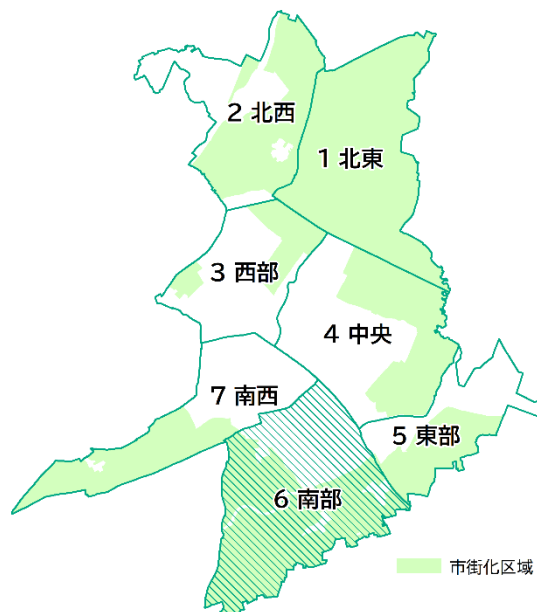 2 北西
1 北東
3 西部
4 中央
7 南西
5 東部
6 南部
市街化区域